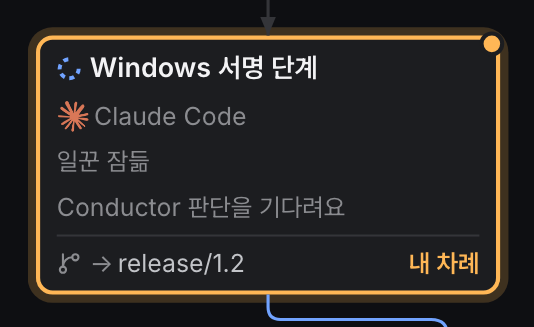 Windows 서명 단계
Claude Code
일꾼 잠듦
Conductor 판단을 기다려요
→ release/1.2
내 차례